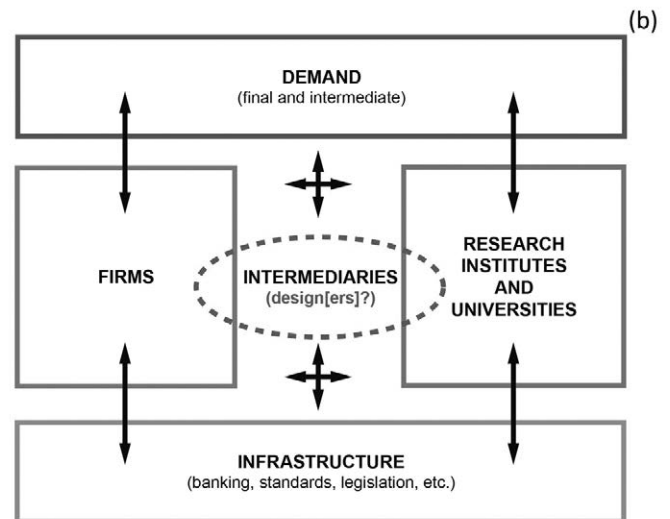 (b)
DEMAND
(final and intermediate)
FIRMS
INTERMEDIARIES
(design[ers]?)
RESEARCH
INSTITUTES
AND
UNIVERSITIES
INFRASTRUCTURE
(banking, standards, legislation, etc.)